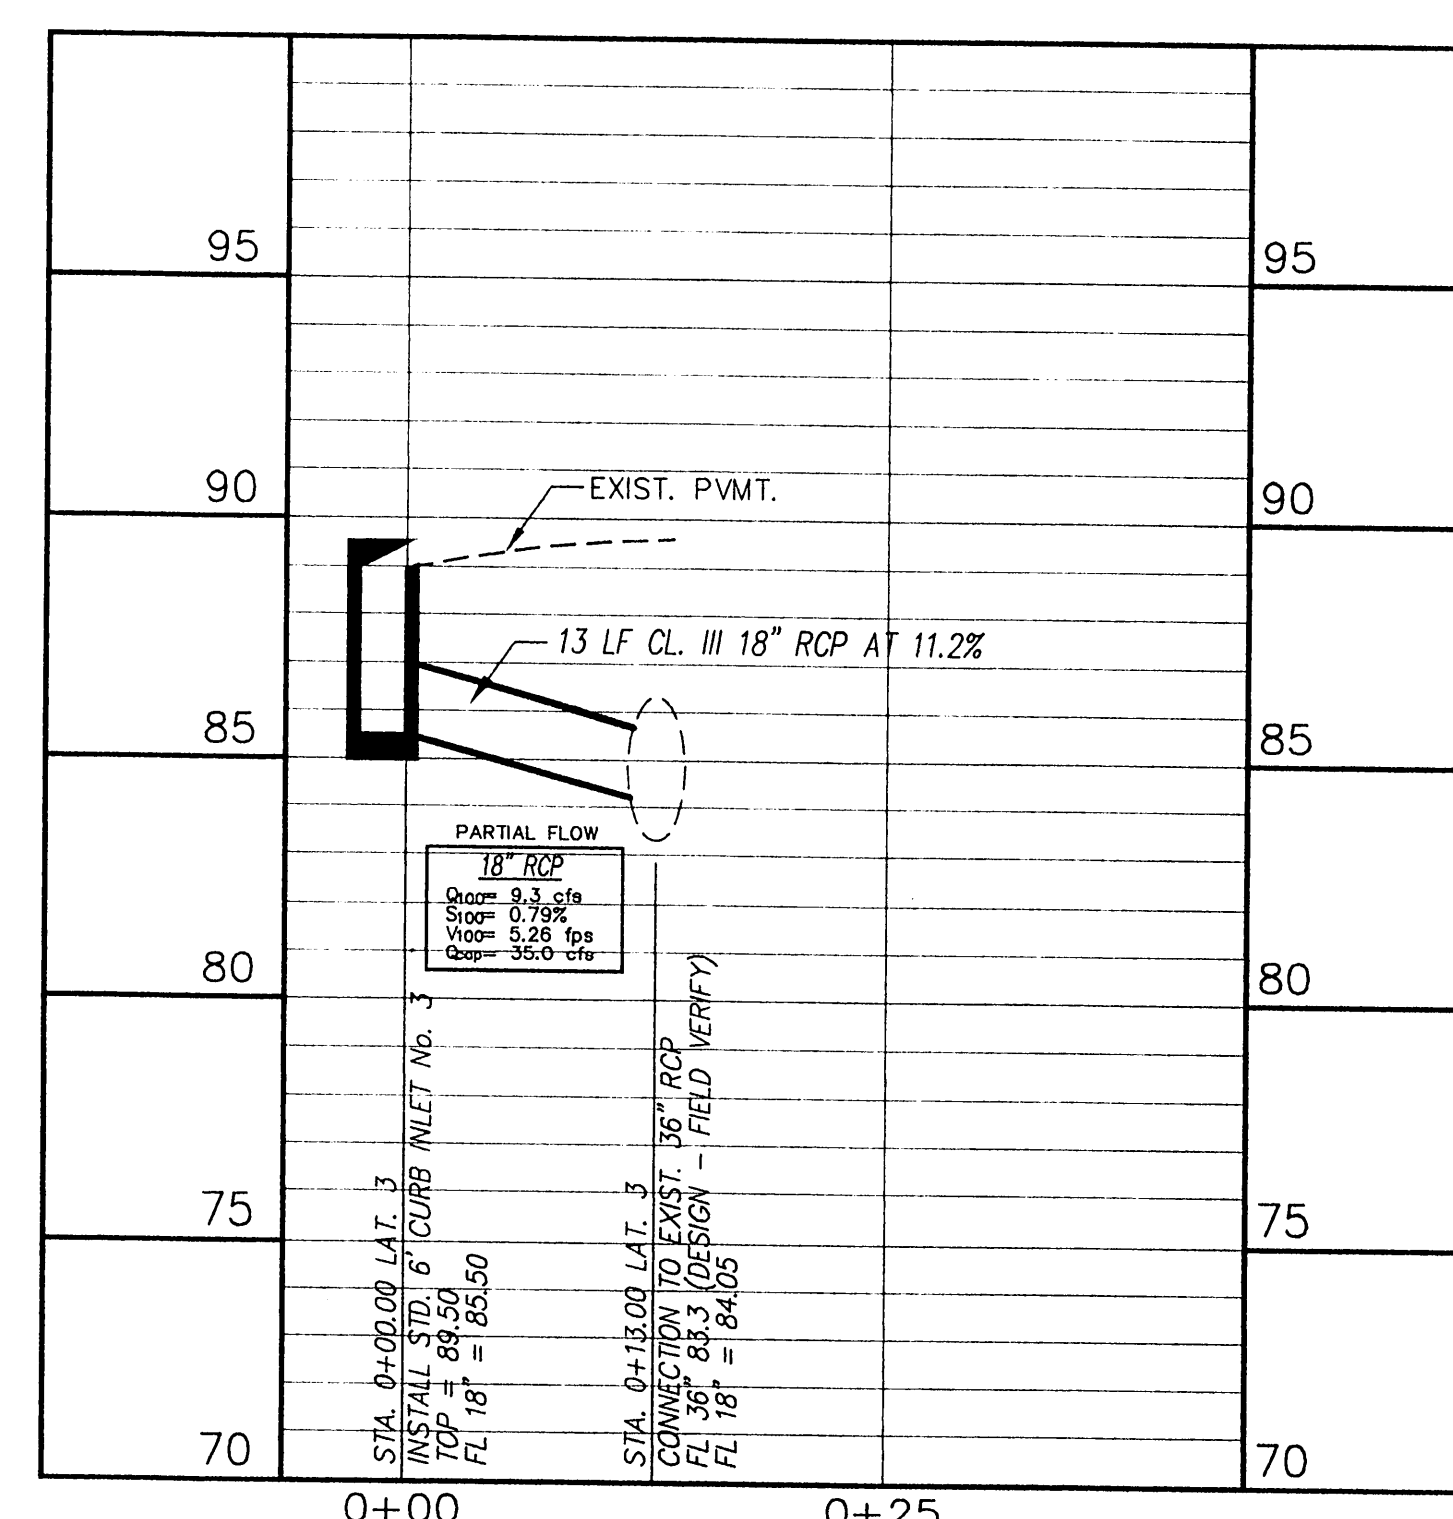 95
95
90
90
EXIST. PVMT.
13 LF CL. III 18" RCP AT 11.2%
85
85
PARTIAL FLOW
18" RCP
Q100= 9.3 cfs
S100= 0.79%
V100= 5.26 fps
Qcap= 35.0 cfs
80
80
STA. 0+00.00 LAT. 3
INSTALL STD. 6' CURB INLET No. 3
TOP = 89.50
FL 18" = 85.50
STA. 0+13.00 LAT. 3
CONNECTION TO EXIST. 36" RCP
FL 36" 83.3 (DESIGN - FIELD VERIFY)
FL 18" = 84.05
75
75
70
70
0+00
0+25